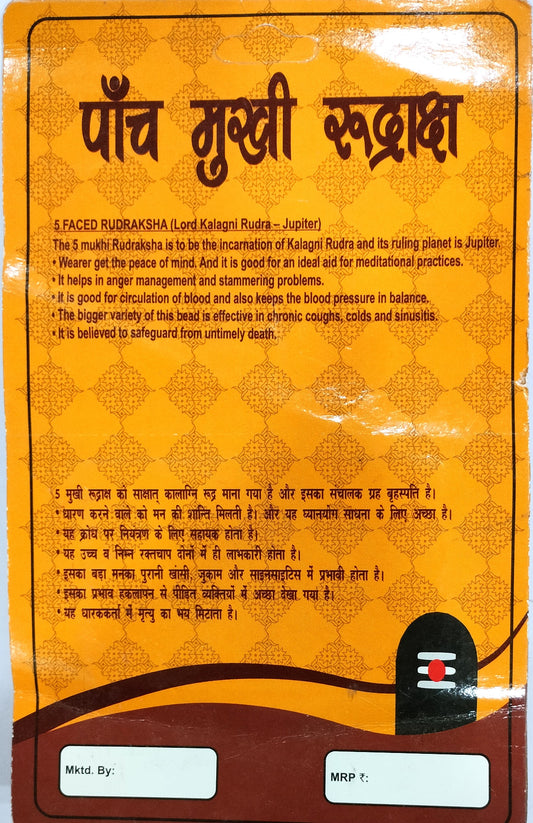 पाँच मुखी रूद्राक्ष
5 FACED RUDRAKSHA (Lord Kalagni Rudra – Jupiter)
The 5 mukhi Rudraksha is to be the incarnation of Kalagni Rudra and its ruling planet is Jupiter
• Wearer get the peace of mind. And it is good for an ideal aid for meditational practices.
• It helps in anger management and stammering problems.
• It is good for circulation of blood and also keeps the blood pressure in balance.
• The bigger variety of this bead is effective in chronic coughs, colds and sinusitis.
• It is believed to safeguard from untimely death.
5 मुखी रूद्राक्ष को साक्षात् कालाग्नि रूद्र माना गया है और इसका संचालक ग्रह बृहस्पति है।
• धारण करने वाले को मन की शान्ति मिलती है। और यह ध्यानयोग साधना के लिए अच्छा है।
• यह क्रोध पर नियंत्रण के लिए सहायक होता है।
• यह उच्च व निम्न रक्तचाप दोनों में ही लाभकारी होता है।
• इसका बड़ा मनका पुरानी खांसी, जुकाम और साइनसाइटिस में प्रभावी होता है।
• इसका प्रभाव हकलापन से पीड़ित व्यक्तियों में अच्छा देखा गया है।
• यह धारककर्ता में मृत्यु का भय मिटाता है।
Mktd. By:
MRP ₹: